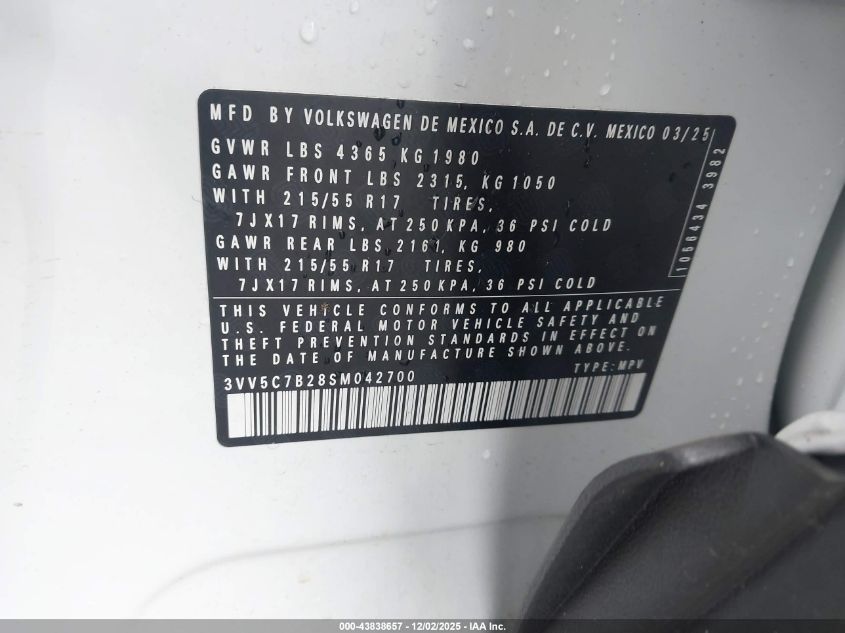 MFD BY VOLKSWAGEN DE MEXICO S.A. DE C.V. MEXICO 03/25
GVWR LBS 4365 KG 1980
GAWR FRONT LBS 2315, KG 1050
WITH 215/55 R17 TIRES,
7JX17 RIMS, AT 250 KPA, 36 PSI COLD
GAWR REAR LBS 2161, KG 980
WITH 215/55 R17 TIRES,
7JX17 RIMS, AT 250 KPA, 36 PSI COLD
1056434 3982
THIS VEHICLE CONFORMS TO ALL APPLICABLE
U.S. FEDERAL MOTOR VEHICLE SAFETY AND
THEFT PREVENTION STANDARDS IN EFFECT ON
THE DATE OF MANUFACTURE SHOWN ABOVE.
3VV5C7B28SM042700
TYPE: MPV
000-43838657 - 12/02/2025 - IAA Inc.